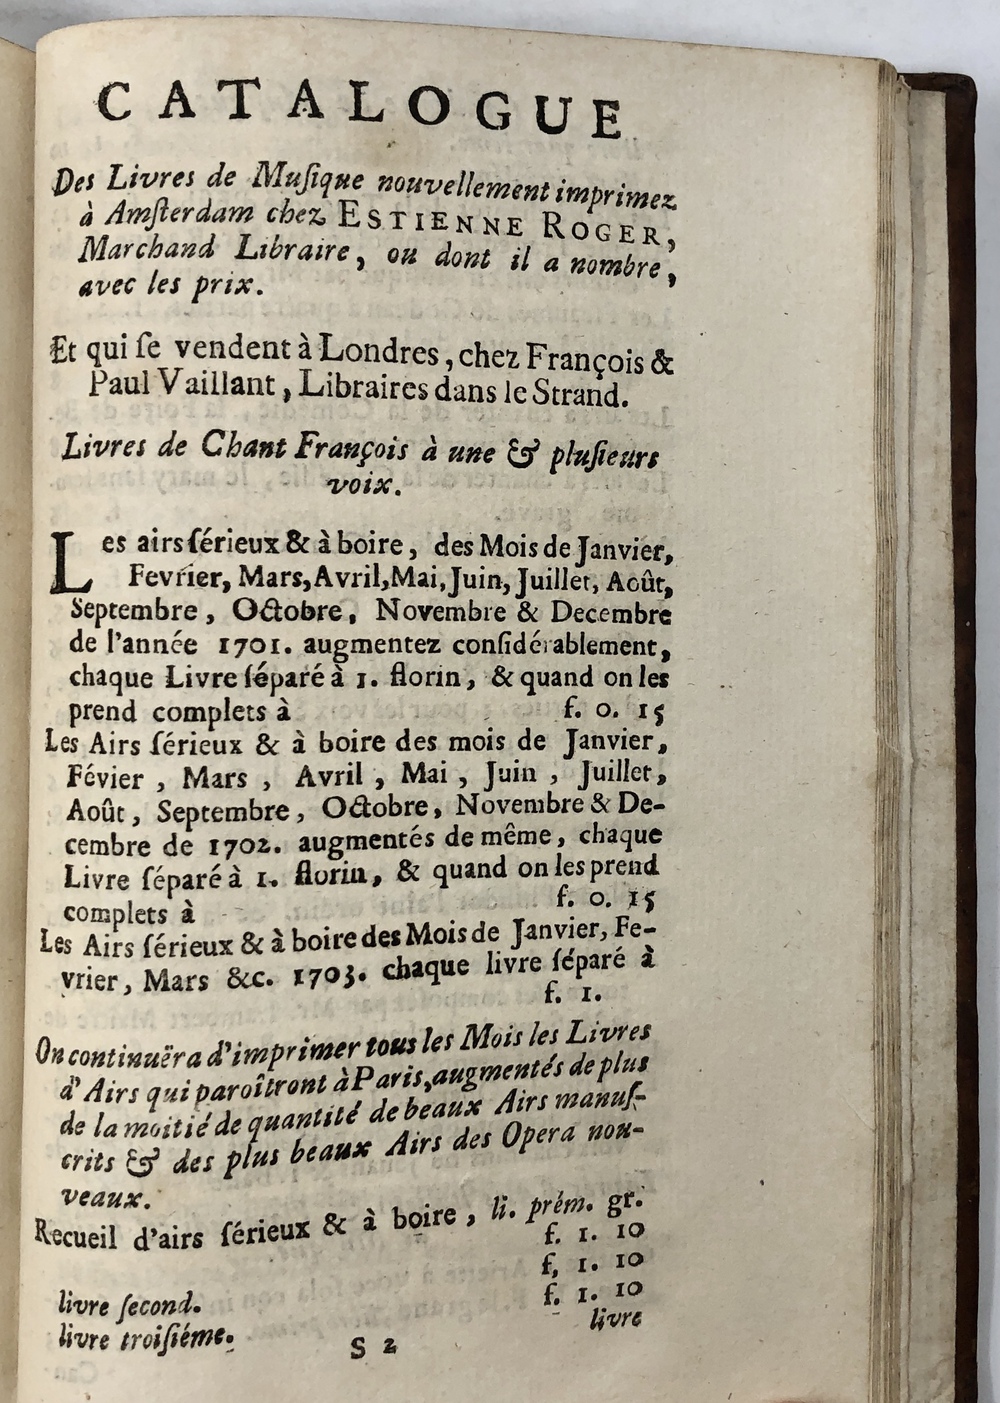 CATALOGUE
Des Livres de Muſique nouvellement imprimez
à Amſterdam chez ESTIENNE ROGER,
Marchand Libraire, ou dont il a nombre,
avec les prix.
Et qui ſe vendent à Londres, chez François &
Paul Vaillant, Libraires dans le Strand.
Livres de Chant François à une & pluſieurs
voix.
Les airs ſérieux & à boire, des Mois de Janvier,
Fevrier, Mars, Avril, Mai, Juin, Juillet, Août,
Septembre, Octobre, Novembre & Decembre
de l'année 1701. augmentez conſidérablement,
chaque Livre ſéparé à 1. florin, & quand on les
prend complets à f. 0. 15
Les Airs ſérieux & à boire des mois de Janvier,
Févier, Mars, Avril, Mai, Juin, Juillet,
Août, Septembre, Octobre, Novembre & De-
cembre de 1702. augmentés de même, chaque
Livre ſéparé à 1. florin, & quand on les prend
complets à f. 0. 15
Les Airs ſérieux & à boire des Mois de Janvier, Fe-
vrier, Mars &c. 1703. chaque livre ſéparé à
f. 1.
On continuëra d'imprimer tous les Mois les Livres
d'Airs qui paroîtront à Paris, augmentés de plus
de la moitié de quantité de beaux Airs manuſ-
crits & des plus beaux Airs des Opera nou-
veaux.
Recueil d'airs ſérieux & à boire, li. prém. gr.
f. 1. 10
f, 1. 10
livre ſecond. f. 1. 10
livre troiſiéme. livre
S 2